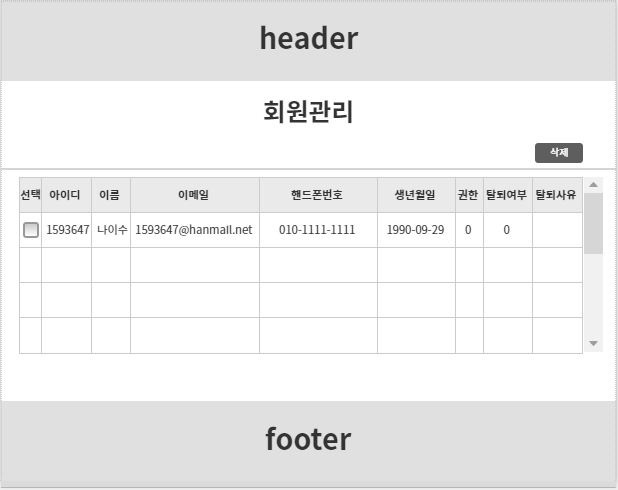 header
회원관리
삭제
선택 아이디 이름 이메일 핸드폰번호 생년월일 권한 탈퇴여부 탈퇴사유
1593647 나이수 1593647@hanmail.net 010-1111-1111 1990-09-29 0 0
footer